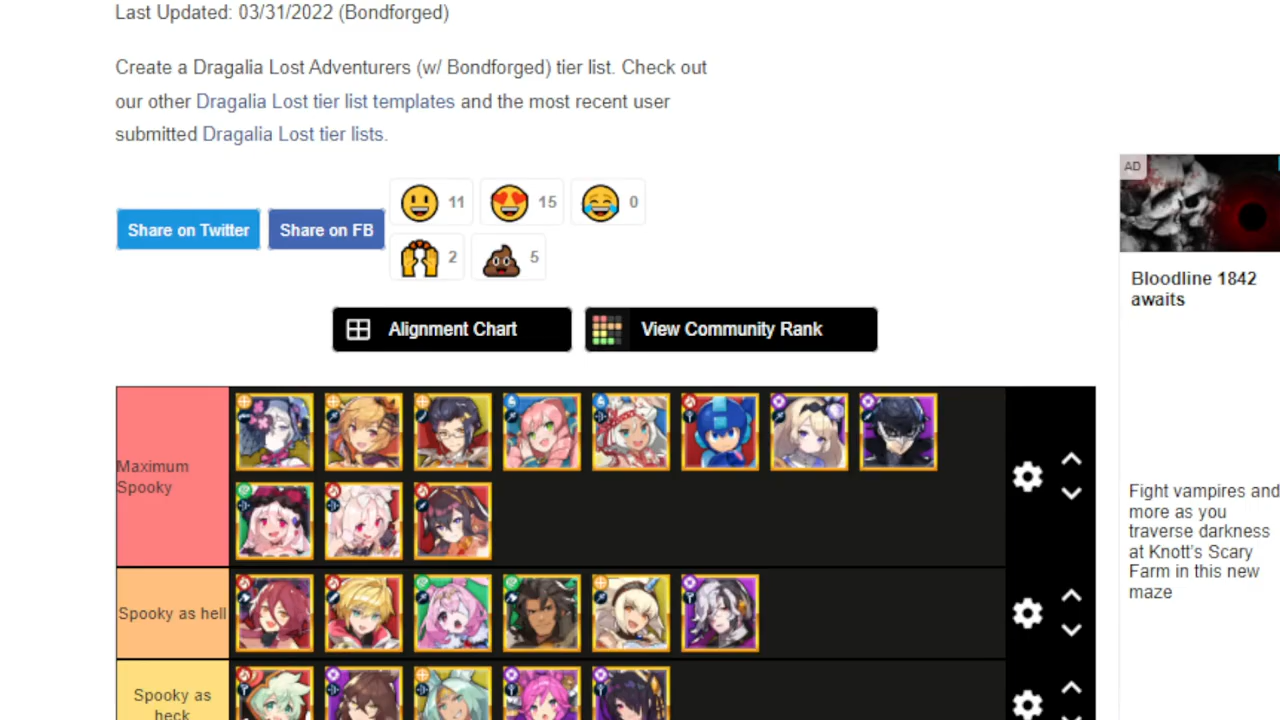 Last Updated: 03/31/2022 (Bondforged)
Create a Dragalia Lost Adventurers (w/ Bondforged) tier list. Check out
our other Dragalia Lost tier list templates and the most recent user
submitted Dragalia Lost tier lists.
Share on Twitter
Share on FB
11
15
0
2
5
Alignment Chart
View Community Rank
AD
Bloodline 1842
awaits
Fight vampires and
more as you
traverse darkness
at Knott's Scary
Farm in this new
maze
Maximum
Spooky
Spooky as hell
Spooky as
heck